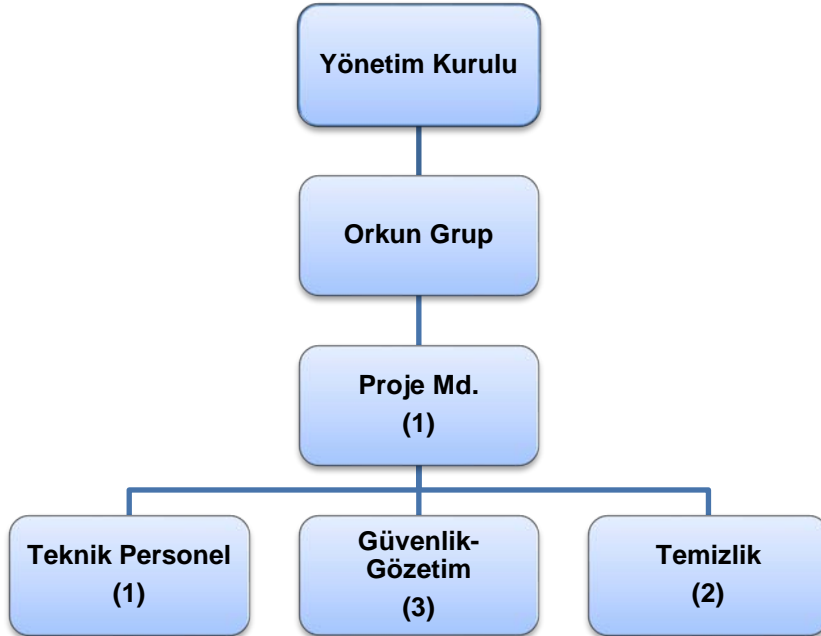 Yönetim Kurulu
Orkun Grup
Proje Md.
(1)
Teknik Personel
(1)
Güvenlik-
Gözetim
(3)
Temizlik
(2)